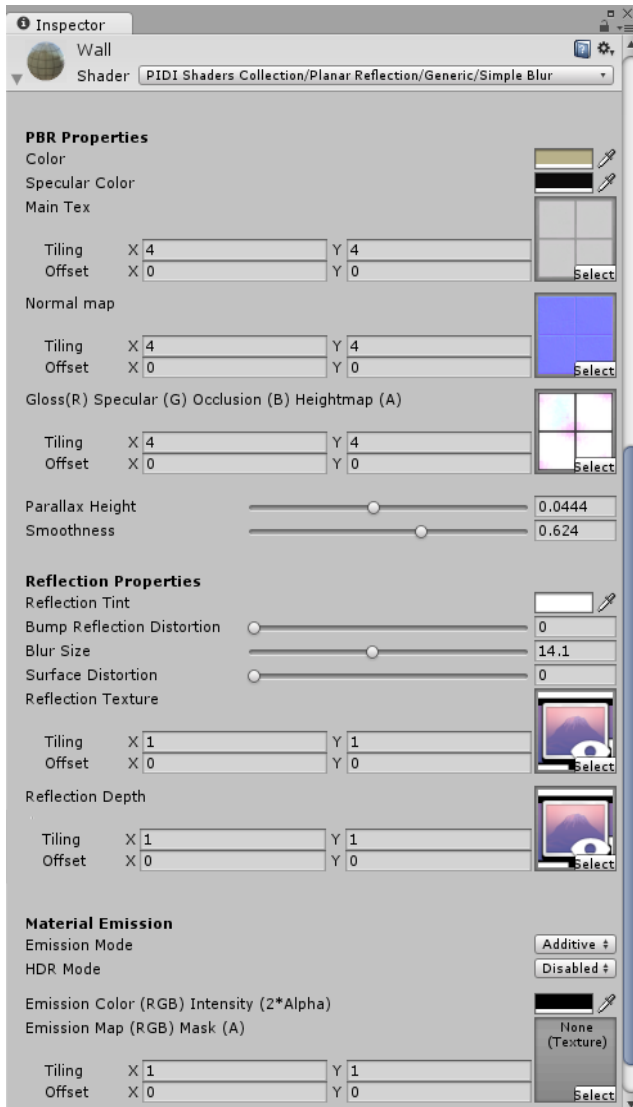 Inspector
Wall
Shader PIDI Shaders Collection/Planar Reflection/Generic/Simple Blur
PBR Properties
Color
Specular Color
Main Tex
Tiling X 4 Y 4
Offset X 0 Y 0
Select
Normal map
Tiling X 4 Y 4
Offset X 0 Y 0
Select
Gloss(R) Specular (G) Occlusion (B) Heightmap (A)
Tiling X 4 Y 4
Offset X 0 Y 0
Select
Parallax Height 0.0444
Smoothness 0.624
Reflection Properties
Reflection Tint
Bump Reflection Distortion 0
Blur Size 14.1
Surface Distortion 0
Reflection Texture
Tiling X 1 Y 1
Offset X 0 Y 0
Select
Reflection Depth
Tiling X 1 Y 1
Offset X 0 Y 0
Select
Material Emission
Emission Mode Additive
HDR Mode Disabled
Emission Color (RGB) Intensity (2*Alpha)
Emission Map (RGB) Mask (A) None
(Texture)
Tiling X 1 Y 1
Offset X 0 Y 0
Select